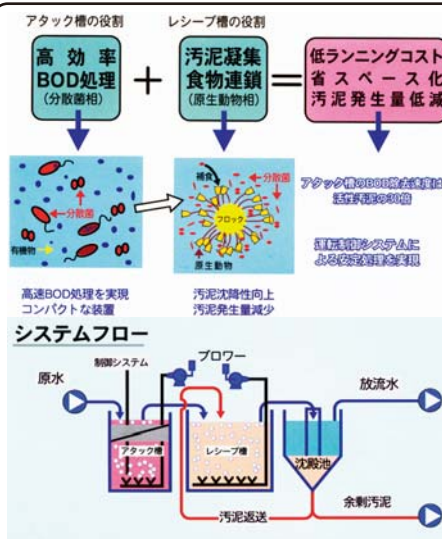 アタック槽の役割
レシーブ槽の役割
高効率
BOD処理
(分散菌相)
+
汚泥凝集
食物連鎖
(原生動物相)
=
低ランニングコスト
省スペース化
汚泥発生量低減
分散菌
有機物
補食
分散菌
フロック
原生動物
アタック槽のBOD除去速度は
活性汚泥の30倍
運転制御システムに
よる安定処理を実現
高速BOD処理を実現
コンパクトな装置
汚泥沈降性向上
汚泥発生量減少
システムフロー
制御システム
ブロワー
原水
放流水
アタック槽
レシーブ槽
沈殿池
汚泥返送
余剰汚泥